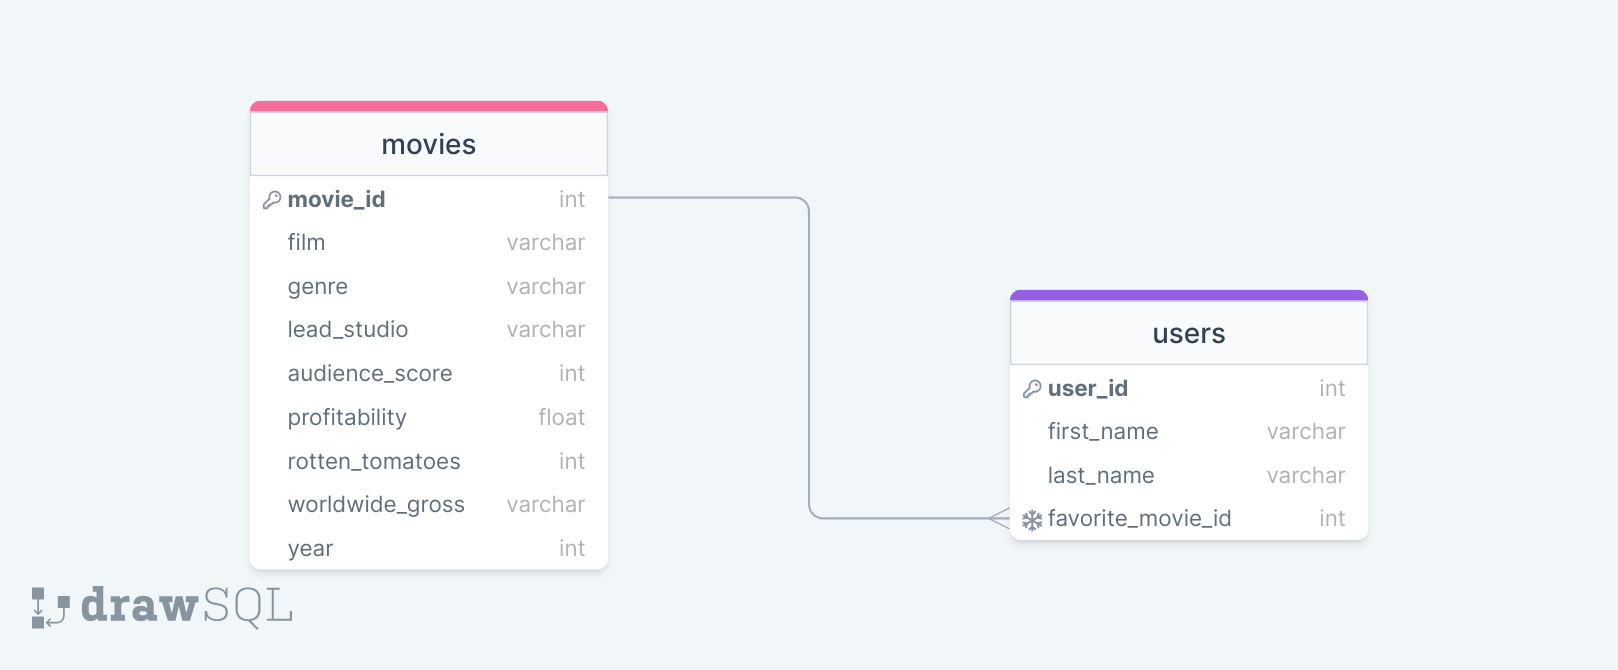 movies
movie_id int
film varchar
genre varchar
lead_studio varchar
audience_score int
profitability float
rotten_tomatoes int
worldwide_gross varchar
year int
users
user_id int
first_name varchar
last_name varchar
favorite_movie_id int
drawSQL